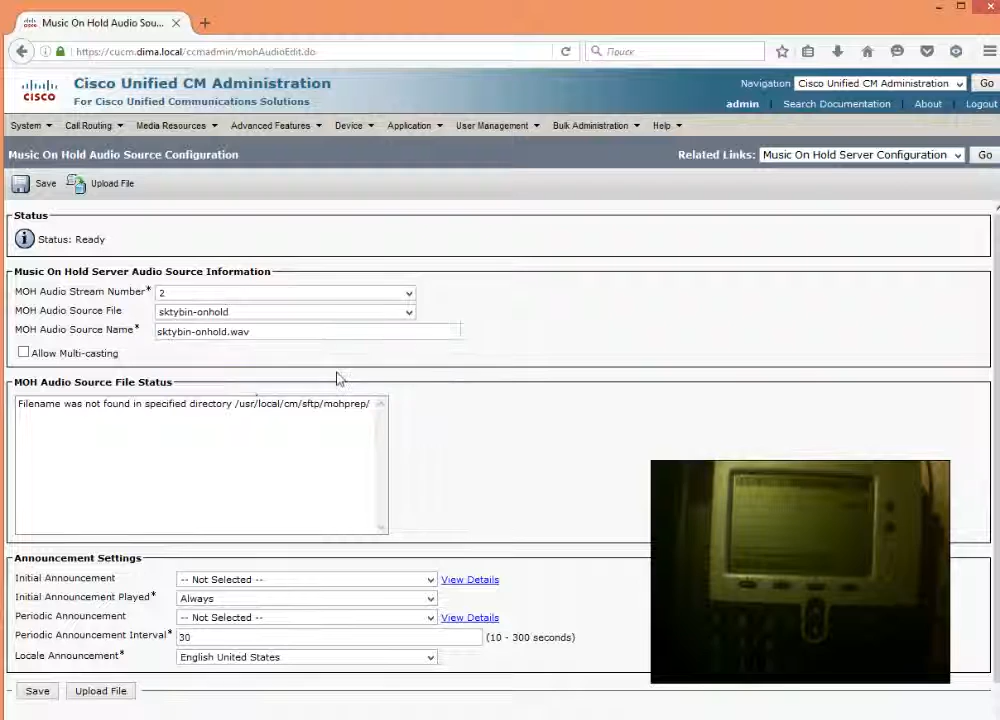 Music On Hold Audio Sou...
https://cucm.dima.local/ccmadmin/mohAudioEdit.do
Поиск
CISCO
Cisco Unified CM Administration
For Cisco Unified Communications Solutions
Navigation Cisco Unified CM Administration Go
admin | Search Documentation | About | Logout
System Call Routing Media Resources Advanced Features Device Application User Management Bulk Administration Help
Music On Hold Audio Source Configuration
Related Links: Music On Hold Server Configuration Go
Save Upload File
Status
Status: Ready
Music On Hold Server Audio Source Information
MOH Audio Stream Number* 2
MOH Audio Source File sktybin-onhold
MOH Audio Source Name* sktybin-onhold.wav
Allow Multi-casting
MOH Audio Source File Status
Filename was not found in specified directory /usr/local/cm/sftp/mohprep/
Announcement Settings
Initial Announcement -- Not Selected -- View Details
Initial Announcement Played* Always
Periodic Announcement -- Not Selected -- View Details
Periodic Announcement Interval* 30 (10 - 300 seconds)
Locale Announcement* English United States
Save Upload File